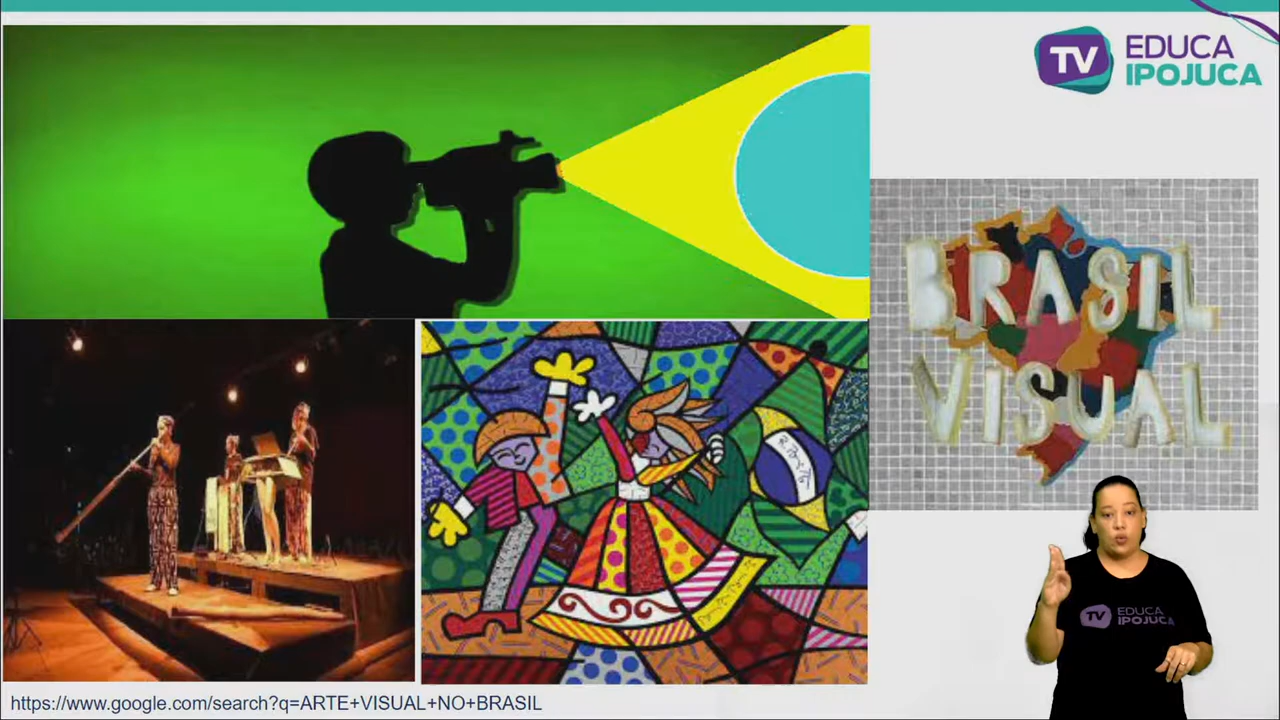 TV
EDUCA
IPOJUCA
BRASIL
VISUAL
TV
EDUCA
IPOJUCA
https://www.google.com/search?q=ARTE+VISUAL+NO+BRASIL